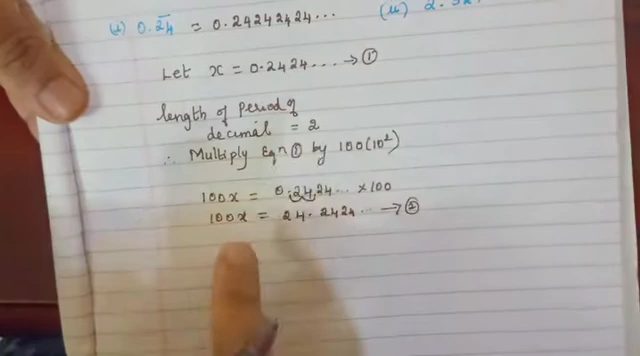 (i) 0.2̅4̅ = 0.24242424...
Let x = 0.2424.... → ①
length of period of
decimal = 2
∴ Multiply Eqn ① by 100(10²)
100x = 0.2424... × 100
100x = 24.2424... → ②